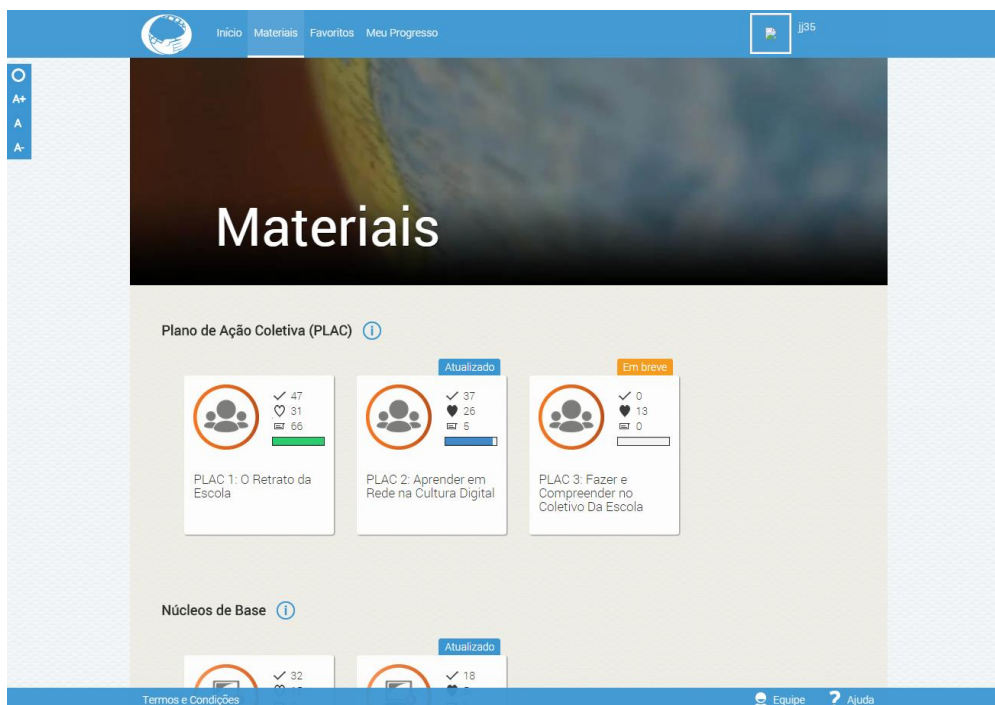 Início Materiais Favoritos Meu Progresso
jj35
A+
A
A-
Materiais
Plano de Ação Coletiva (PLAC)
Atualizado
Em breve
47
31
66
37
26
5
0
13
0
PLAC 1: O Retrato da
Escola
PLAC 2: Aprender em
Rede na Cultura Digital
PLAC 3: Fazer e
Compreender no
Coletivo Da Escola
Núcleos de Base
Atualizado
32
18
Termos e Condições
Equipe
? Ajuda